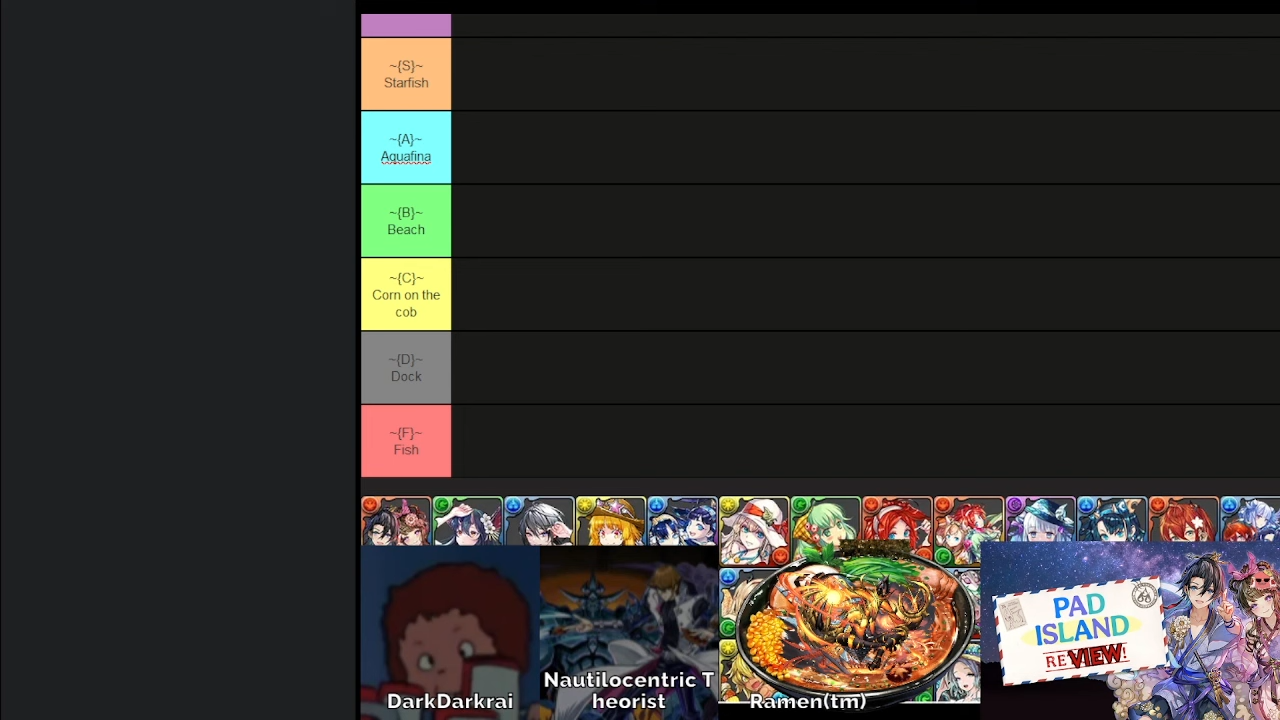 ~{S}~
Starfish
~{A}~
Aquafina
~{B}~
Beach
~{C}~
Corn on the
cob
~{D}~
Dock
~{F}~
Fish
DarkDarkrai
Nautilocentric T
heorist
Ramen(tm)
PAD
ISLAND
REVIEW!